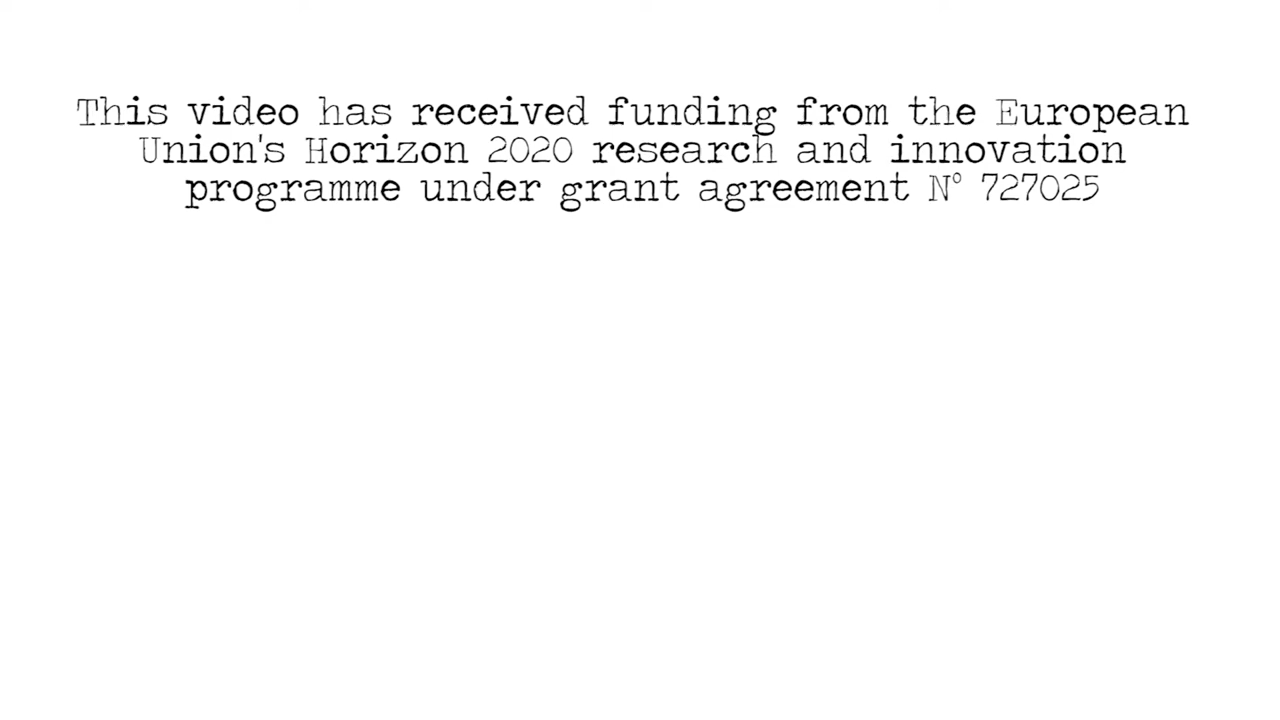 This video has received funding from the European
Union's Horizon 2020 research and innovation
programme under grant agreement N° 727025